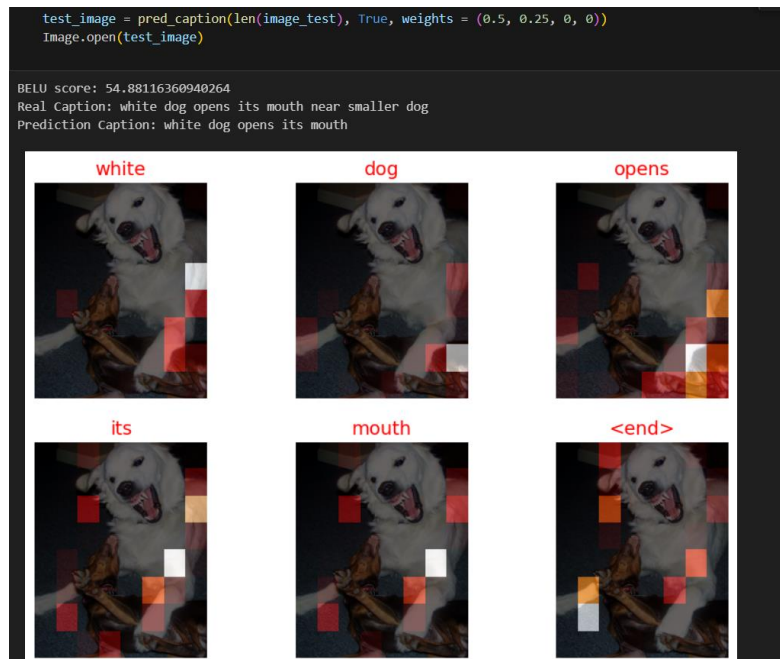 test_image = pred_caption(len(image_test), True, weights = (0.5, 0.25, 0, 0))
Image.open(test_image)
BELU score: 54.88116360940264
Real Caption: white dog opens its mouth near smaller dog
Prediction Caption: white dog opens its mouth
white dog opens
its mouth <end>